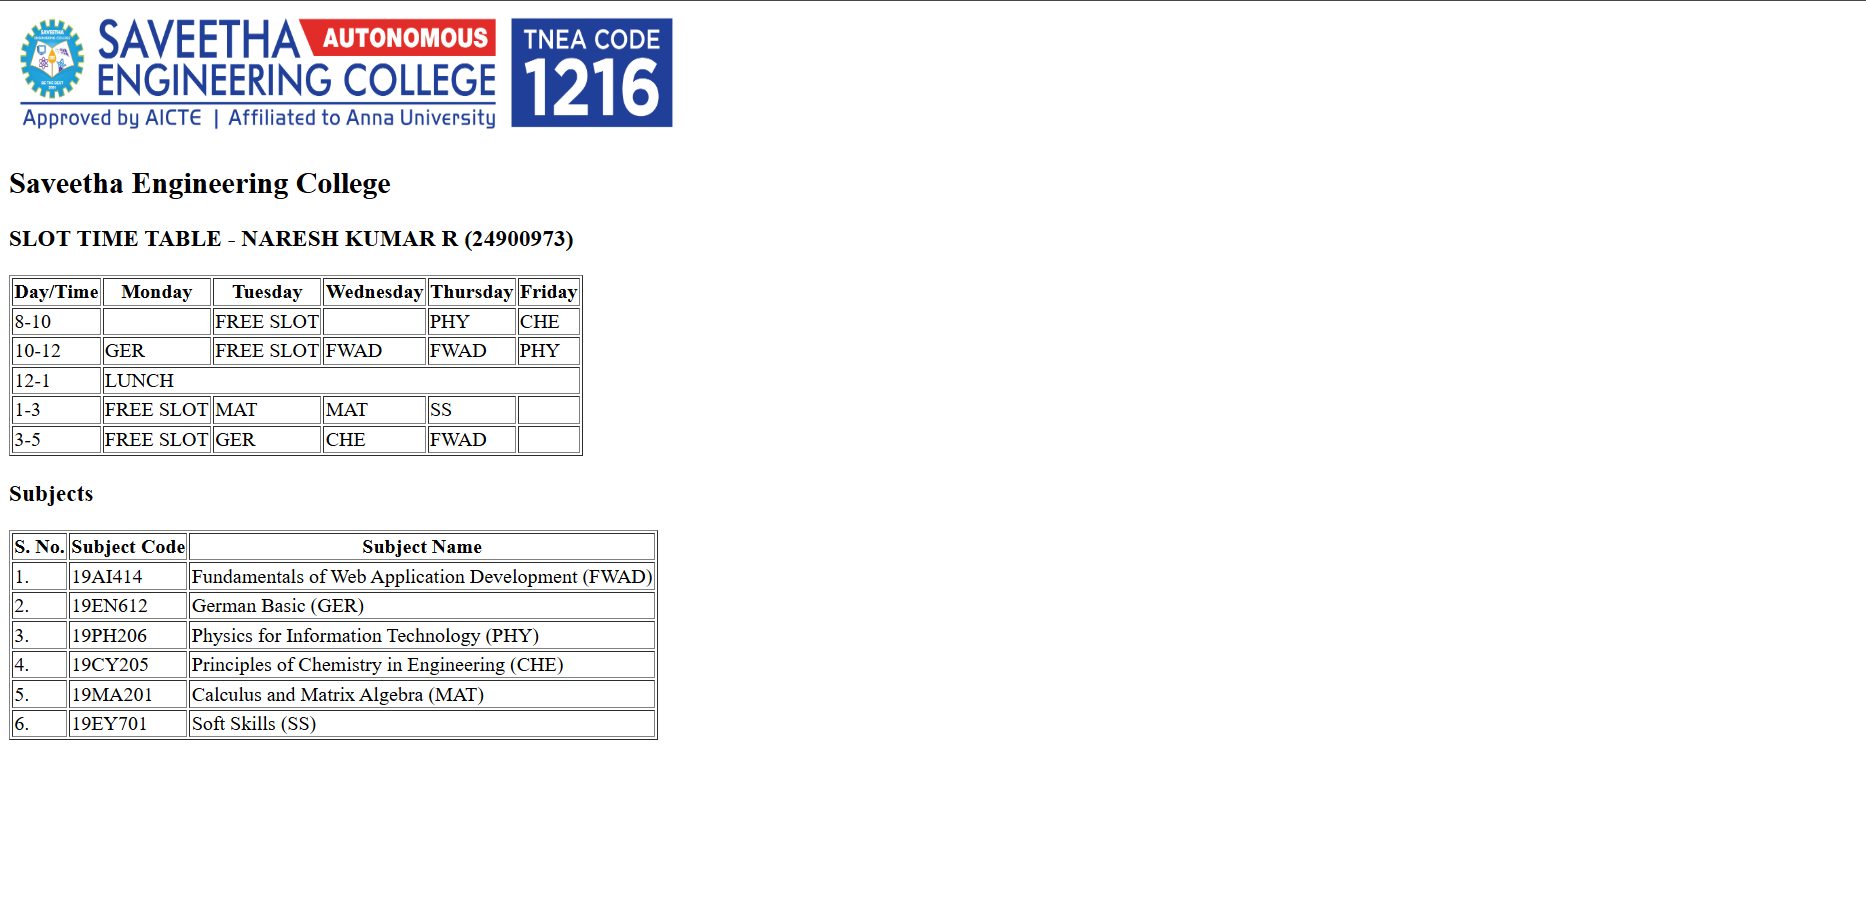 SAVEETHA AUTONOMOUS
ENGINEERING COLLEGE
Approved by AICTE | Affiliated to Anna University
TNEA CODE
1216
Saveetha Engineering College
SLOT TIME TABLE - NARESH KUMAR R (24900973)
Day/Time Monday Tuesday Wednesday Thursday Friday
8-10 FREE SLOT PHY CHE
10-12 GER FREE SLOT FWAD FWAD PHY
12-1 LUNCH
1-3 FREE SLOT MAT MAT SS
3-5 FREE SLOT GER CHE FWAD
Subjects
S. No. Subject Code Subject Name
1. 19AI414 Fundamentals of Web Application Development (FWAD)
2. 19EN612 German Basic (GER)
3. 19PH206 Physics for Information Technology (PHY)
4. 19CY205 Principles of Chemistry in Engineering (CHE)
5. 19MA201 Calculus and Matrix Algebra (MAT)
6. 19EY701 Soft Skills (SS)